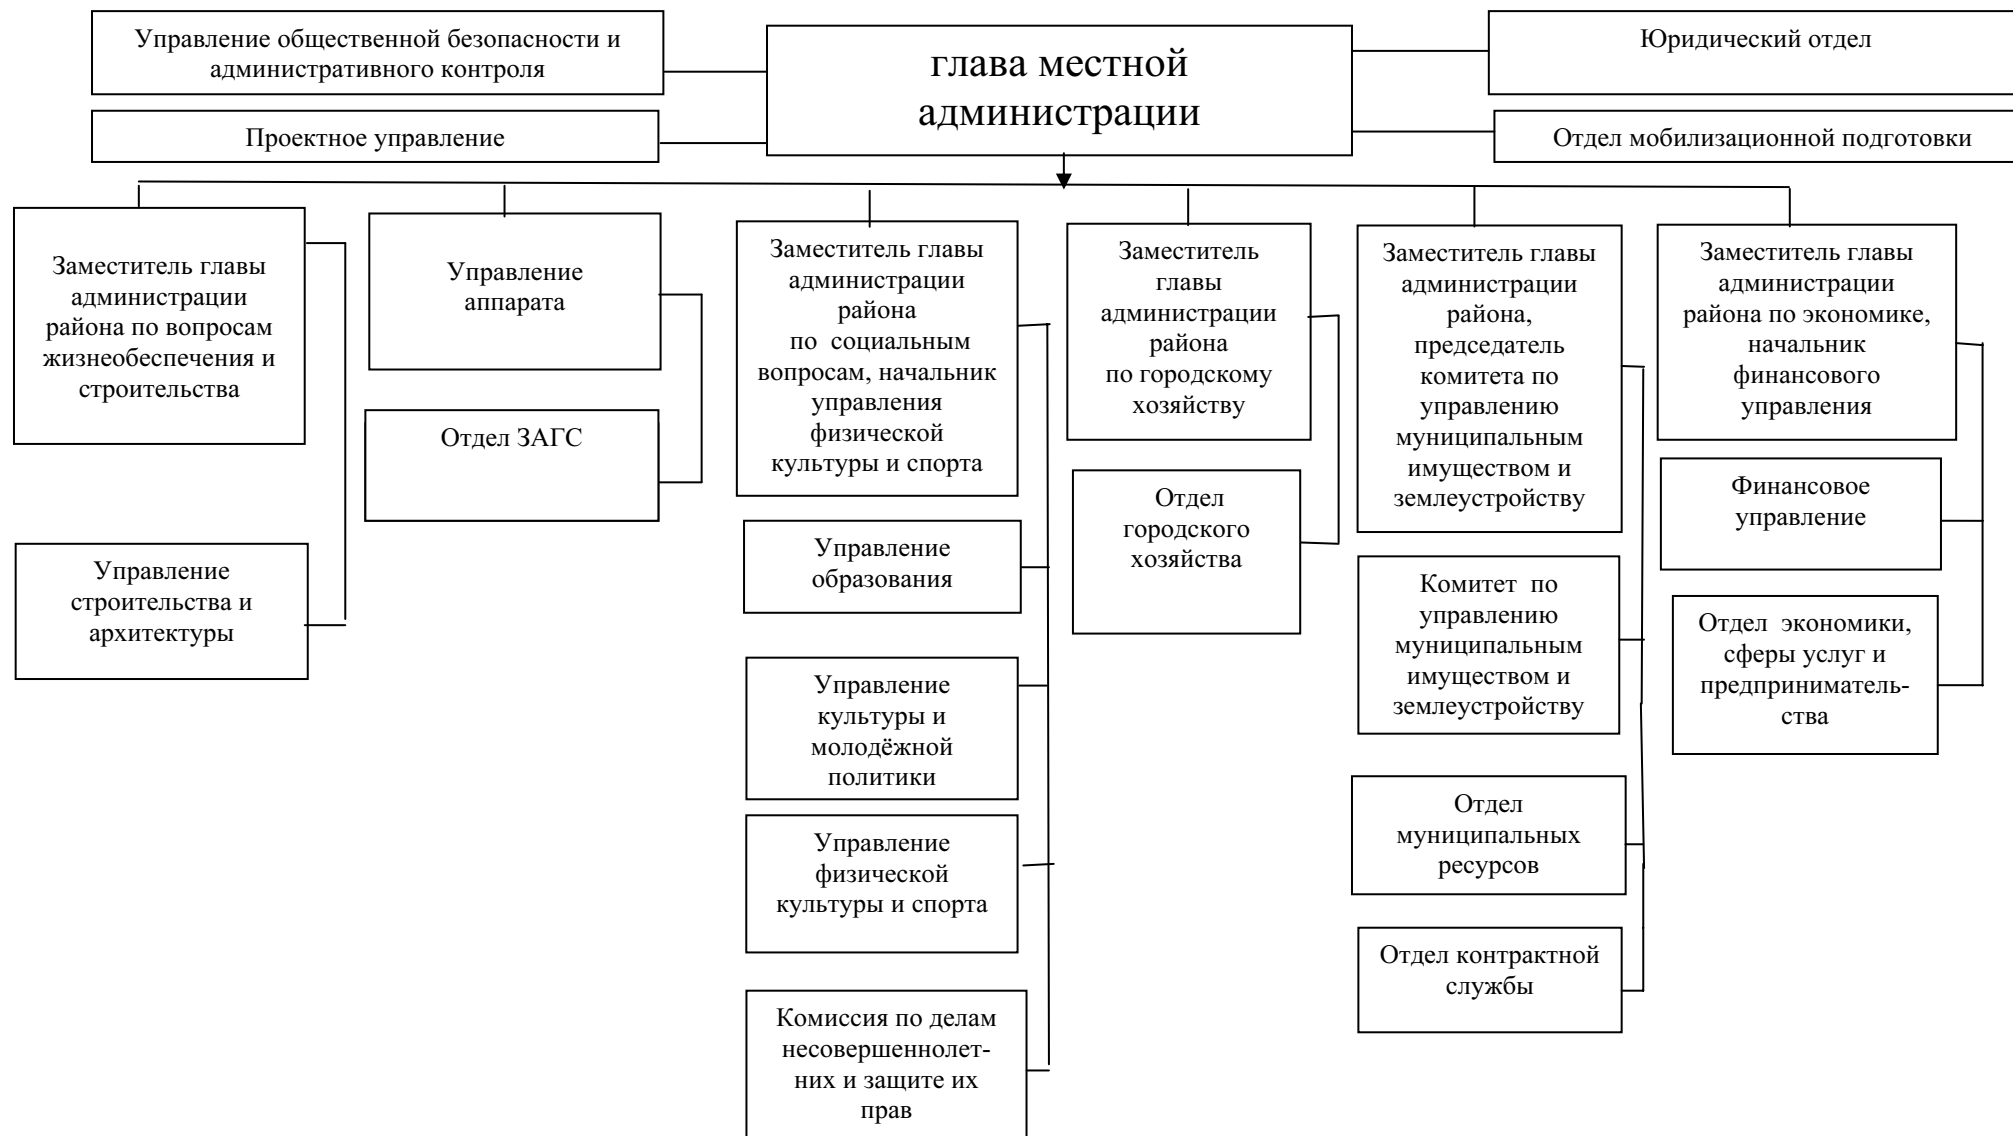 Управление общественной безопасности и
административного контроля
глава местной
администрации
Юридический отдел
Проектное управление
Отдел мобилизационной подготовки
Заместитель главы
администрации
района по вопросам
жизнеобеспечения и
строительства
Управление
строительства и
архитектуры
Управление
аппарата
Отдел ЗАГС
Заместитель главы
администрации
района
по социальным
вопросам, начальник
управления
физической
культуры и спорта
Управление
образования
Управление
культуры и
молодёжной
политики
Управление
физической
культуры и спорта
Комиссия по делам
несовершеннолет-
них и защите их
прав
Заместитель
главы
администрации
района
по городскому
хозяйству
Отдел
городского
хозяйства
Заместитель главы
администрации
района,
председатель
комитета по
управлению
муниципальным
имуществом и
землеустройству
Комитет по
управлению
муниципальным
имуществом и
землеустройству
Отдел
муниципальных
ресурсов
Отдел контрактной
службы
Заместитель главы
администрации
района по экономике,
начальник
финансового
управления
Финансовое
управление
Отдел экономики,
сферы услуг и
предприниматель-
ства